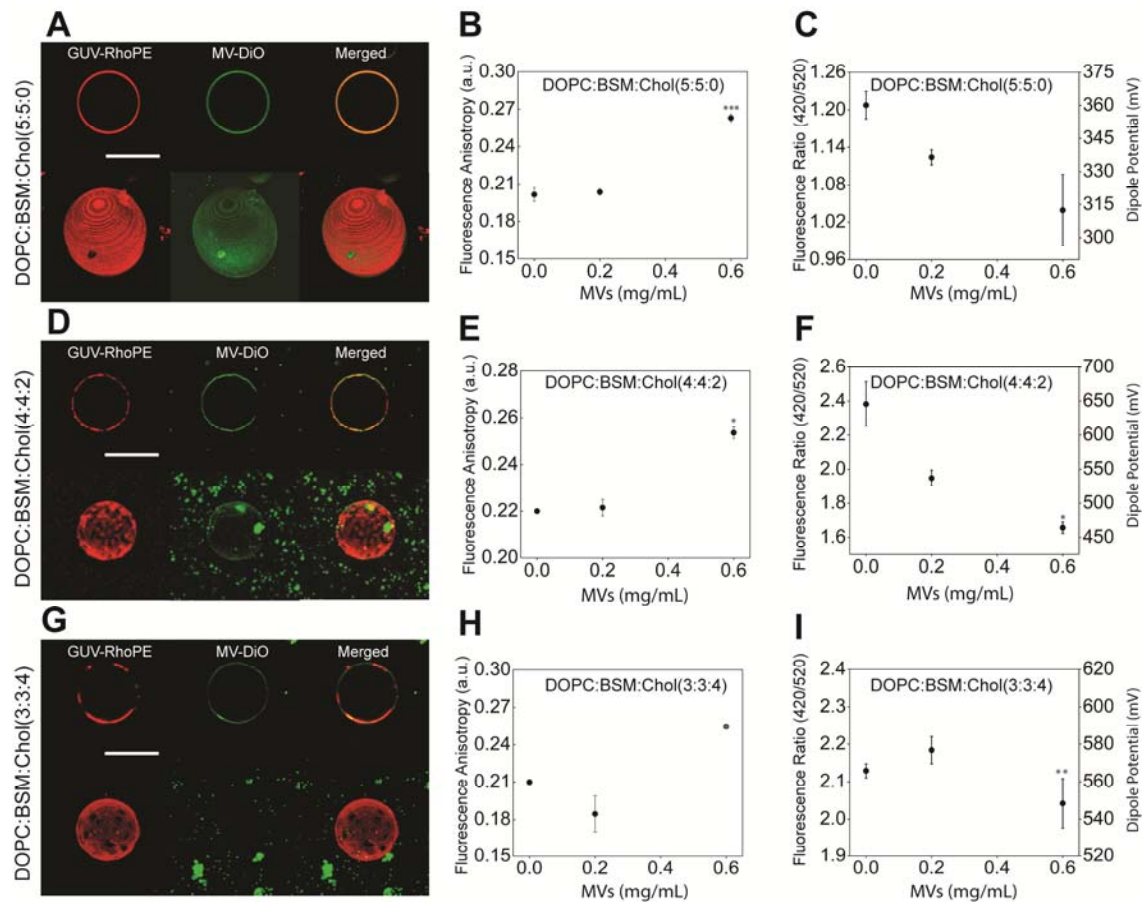 A
DOPC:BSM:Chol(5:5:0)
GUV-RhoPE MV-DiO Merged
B
Fluorescence Anisotropy (a.u.)
0.30
0.27
0.24
0.21
0.18
0.15
DOPC:BSM:Chol(5:5:0)
***
0.0 0.2 0.4 0.6
MVs (mg/mL)
C
Fluorescence Ratio (420/520)
1.26
1.20
1.14
1.08
1.02
0.96
DOPC:BSM:Chol(5:5:0)
375
360
345
330
315
300
Dipole Potential (mV)
0.0 0.2 0.4 0.6
MVs (mg/mL)
D
DOPC:BSM:Chol(4:4:2)
GUV-RhoPE MV-DiO Merged
E
Fluorescence Anisotropy (a.u.)
0.28
0.26
0.24
0.22
0.20
DOPC:BSM:Chol(4:4:2)
*
0.0 0.2 0.4 0.6
MVs (mg/mL)
F
Fluorescence Ratio (420/520)
2.6
2.4
2.2
2.0
1.8
1.6
DOPC:BSM:Chol(4:4:2)
*
700
650
600
550
500
450
Dipole Potential (mV)
0.0 0.2 0.4 0.6
MVs (mg/mL)
G
DOPC:BSM:Chol(3:3:4)
GUV-RhoPE MV-DiO Merged
H
Flucrescence Anisotropy (a.u.)
0.30
0.27
0.24
0.21
0.18
0.15
DOPC:BSM:Chol(3:3:4)
0.0 0.2 0.4 0.6
MVs (mg/mL)
I
Fluorescence Ratio (420/520)
2.4
2.3
2.2
2.1
2.0
1.9
DOPC:BSM:Chol(3:3:4)
**
620
600
580
560
540
520
Dipole Potential (mV)
0.0 0.2 0.4 0.6
MVs (mg/mL)